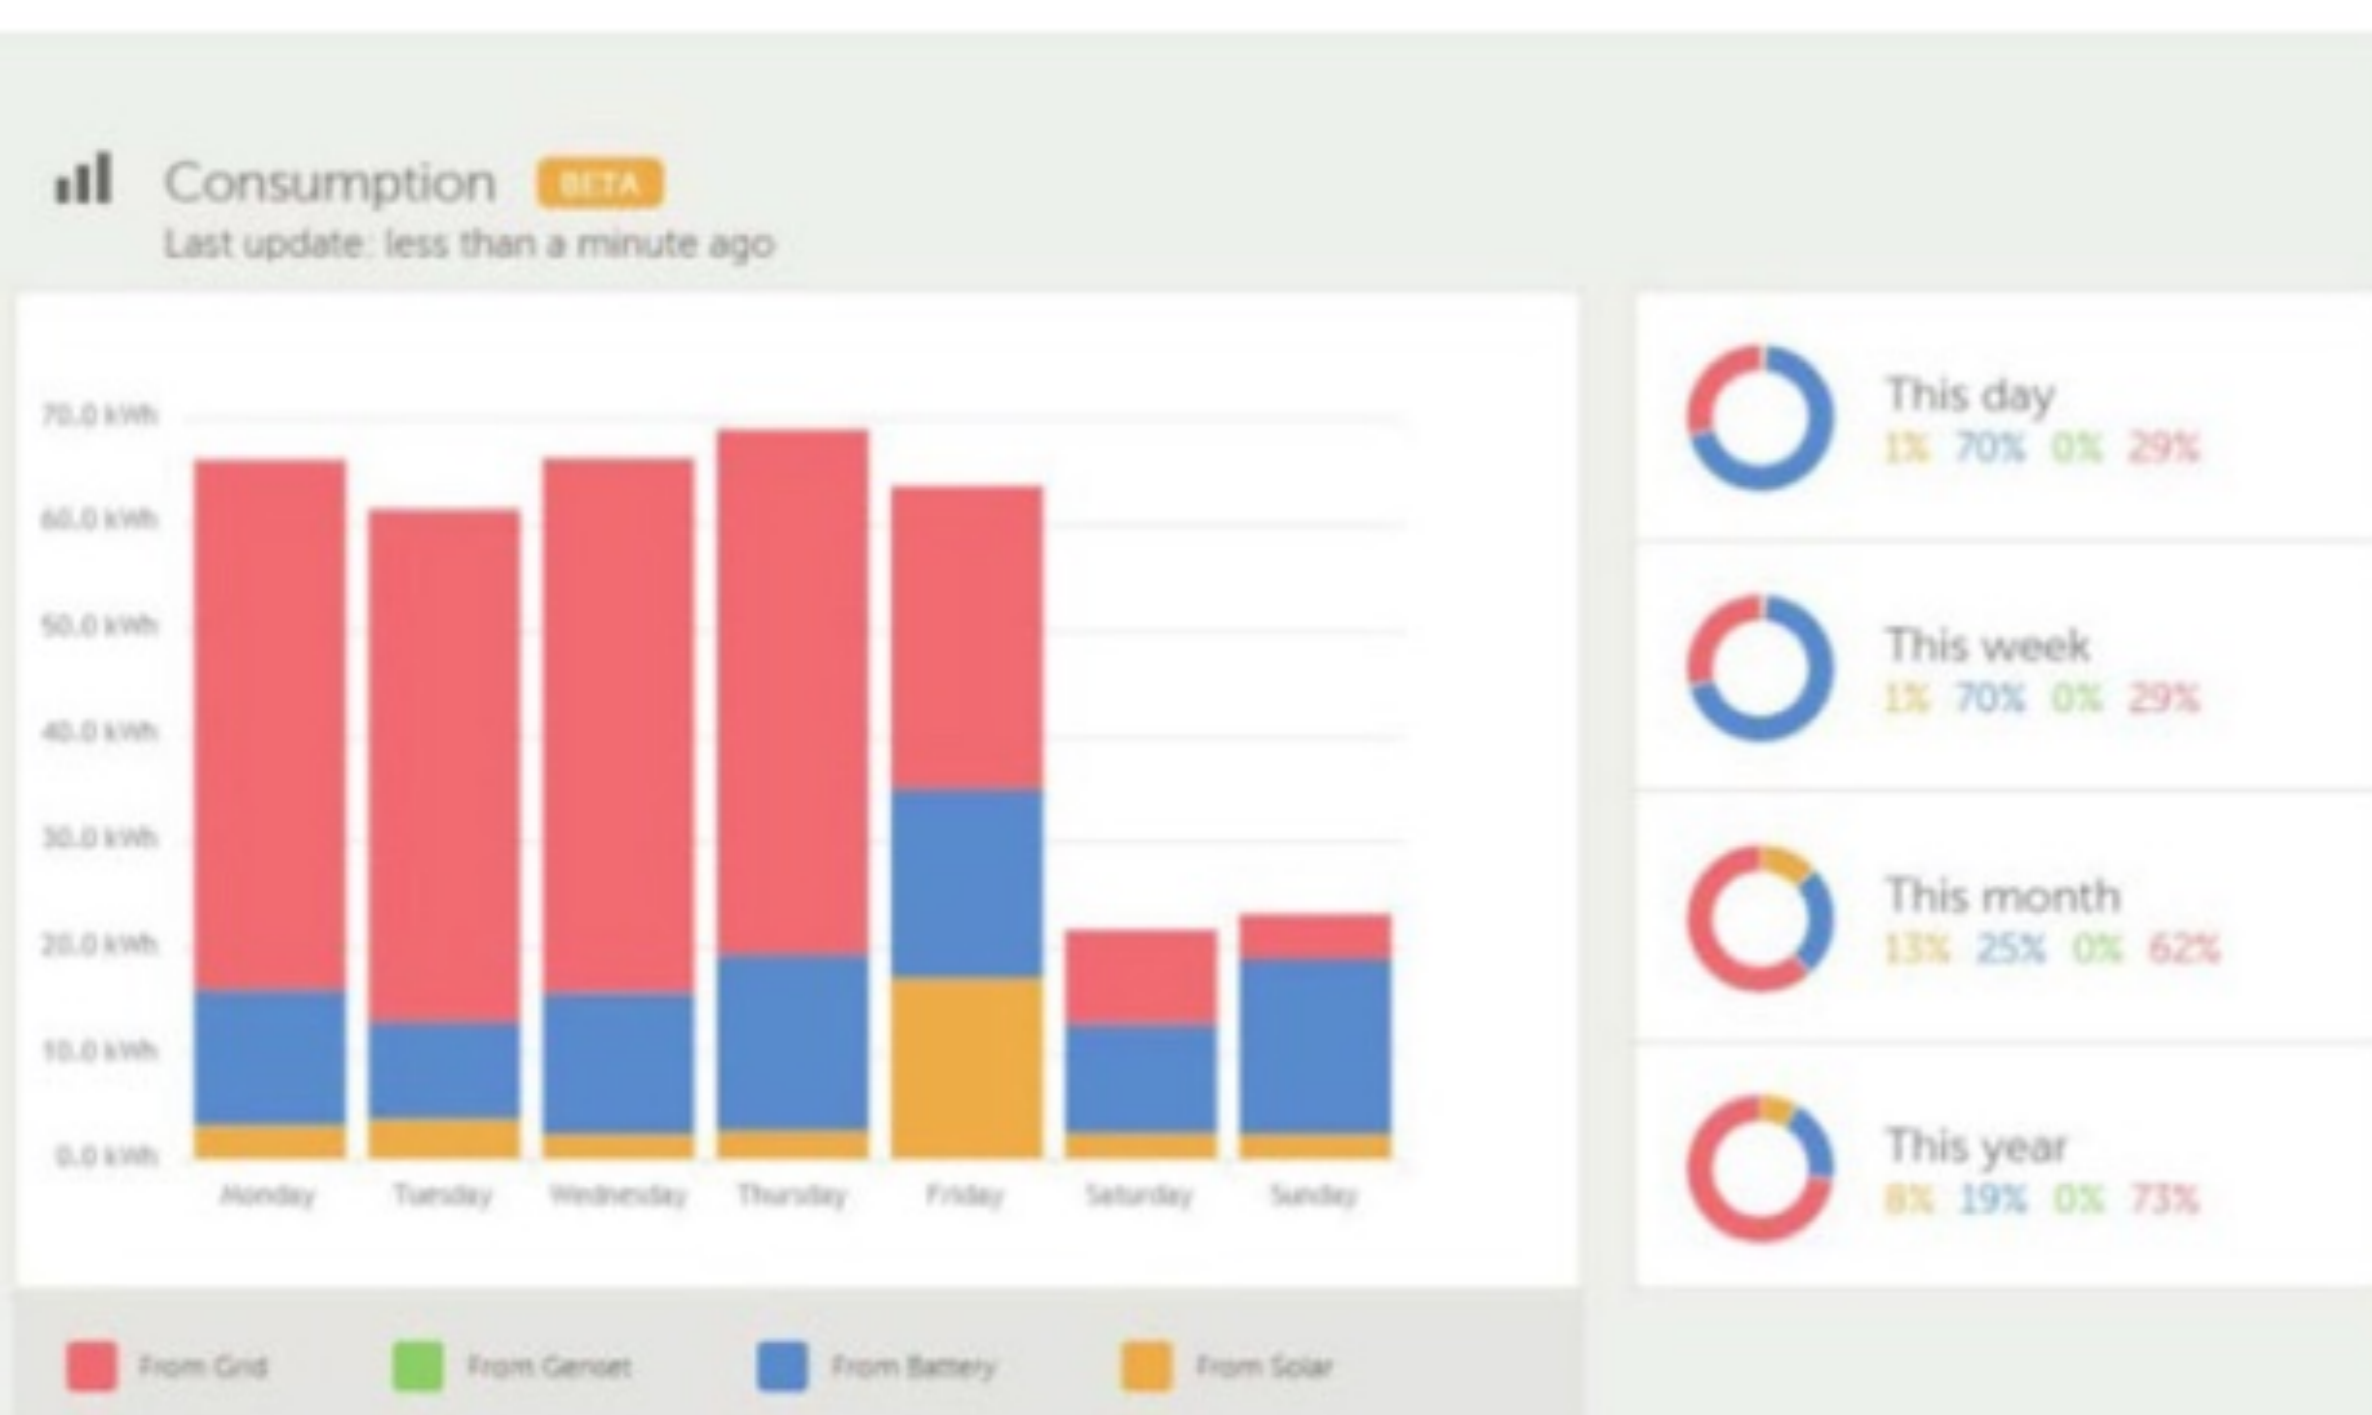 Consumption BETA
Last update: less than a minute ago
70.0 kWh
60.0 kWh
50.0 kWh
40.0 kWh
30.0 kWh
20.0 kWh
10.0 kWh
0.0 kWh
Monday Tuesday Wednesday Thursday Friday Saturday Sunday
From Grid From Genset From Battery From Solar
This day
1% 70% 0% 29%
This week
1% 70% 0% 29%
This month
13% 25% 0% 62%
This year
8% 19% 0% 73%